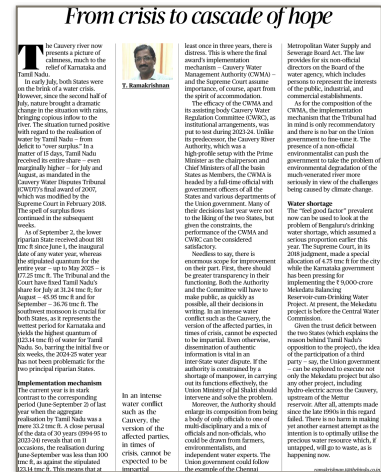 From crisis to cascade of hope
The Cauvery river now
presents a picture of
calmness, much to the
relief of Karnataka and
Tamil Nadu.
In early July, both States were
on the brink of a water crisis.
However, since the second half of
July, nature brought a dramatic
change in the situation with rains,
bringing copious inflow to the
river. The situation turned positive
with regard to the realisation of
water by Tamil Nadu — from
deficit to "over surplus." In a
matter of 15 days, Tamil Nadu
received its entire share — even
marginally higher — for July and
August, as mandated in the
Cauvery Water Disputes Tribunal
(CWDT)'s final award of 2007,
which was modified by the
Supreme Court in February 2018.
The spell of surplus flows
continued in the subsequent
weeks.
As of September 2, the lower
riparian State received about 181
tmc ft since June 1, the inaugural
date of any water year, whereas
the stipulated quantum for the
entire year — up to May 2025 — is
177.25 tmc ft. The Tribunal and the
Court have fixed Tamil Nadu's
share for July at 31.24 tmc ft; for
August — 45.95 tmc ft and for
September — 36.76 tmc ft. The
southwest monsoon is crucial for
both States, as it represents the
wettest period for Karnataka and
yields the highest quantum of
(123.14 tmc ft) of water for Tamil
Nadu. So, barring the initial five or
six weeks, the 2024-25 water year
has not been problematic for the
two principal riparian States.
Implementation mechanism
The current year is in stark
contrast to the corresponding
period (June-September 2) of last
year when the aggregate
realisation by Tamil Nadu was a
mere 33.2 tmc ft. A close perusal
of the data of 30 years (1994-95 to
2023-24) reveals that on 11
occasions, the realisation during
June-September was less than 100
tmc ft, as against the stipulated
123.14 tmc ft. This means that at
T. Ramakrishnan
In an intense
water conflict
such as the
Cauvery, the
version of the
affected parties,
in times of
crisis, cannot be
expected to be
impartial
least once in three years, there is
distress. This is where the final
award's implementation
mechanism — Cauvery Water
Management Authority (CWMA) —
and the Supreme Court assume
importance, of course, apart from
the spirit of accommodation.
The efficacy of the CWMA and
its assisting body Cauvery Water
Regulation Committee (CWRC), as
institutional arrangements, was
put to test during 2023-24. Unlike
its predecessor, the Cauvery River
Authority, which was a
high-profile setup with the Prime
Minister as the chairperson and
Chief Ministers of all the basin
States as Members, the CWMA is
headed by a full-time official with
government officers of all the
States and various departments of
the Union government. Many of
their decisions last year were not
to the liking of the two States, but
given the constraints, the
performance of the CWMA and
CWRC can be considered
satisfactory.
Needless to say, there is
enormous scope for improvement
on their part. First, there should
be greater transparency in their
functioning. Both the Authority
and the Committee will have to
make public, as quickly as
possible, all their decisions in
writing. In an intense water
conflict such as the Cauvery, the
version of the affected parties, in
times of crisis, cannot be expected
to be impartial. Even otherwise,
dissemination of authentic
information is vital in an
inter-State water dispute. If the
authority is constrained by a
shortage of manpower, in carrying
out its functions effectively, the
Union Ministry of Jal Shakti should
intervene and solve the problem.
Moreover, the Authority should
enlarge its composition from being
a body of only officials to one of
multi-disciplinary and a mix of
officials and non-officials, who
could be drawn from farmers,
environmentalists, and
independent water experts. The
Union government could follow
the example of the Chennai
Metropolitan Water Supply and
Sewerage Board Act. The law
provides for six non-official
directors on the Board of the
water agency, which includes
persons to represent the interests
of the public, industrial, and
commercial establishments.
As for the composition of the
CWMA, the implementation
mechanism that the Tribunal had
in mind is only recommendatory
and there is no bar on the Union
government to fine-tune it. The
presence of a non-official
environmentalist can push the
government to take the problem of
environmental degradation of the
much-venerated river more
seriously in view of the challenges
being caused by climate change.
Water shortage
The "feel good factor" prevalent
now can be used to look at the
problem of Bengaluru's drinking
water shortage, which assumed a
serious proportion earlier this
year. The Supreme Court, in its
2018 judgment, made a special
allocation of 4.75 tmc ft for the city
while the Karnataka government
has been pressing for
implementing the ₹9,000-crore
Mekedatu Balancing
Reservoir-cum-Drinking Water
Project. At present, the Mekedatu
project is before the Central Water
Commission.
Given the trust deficit between
the two States (which explains the
reason behind Tamil Nadu's
opposition to the project), the idea
of the participation of a third
party — say, the Union government
— can be explored to execute not
only the Mekedatu project but also
any other project, including
hydro-electric across the Cauvery,
upstream of the Mettur
reservoir. After all, attempts made
since the late 1990s in this regard
failed. There is no harm in making
yet another earnest attempt as the
intention is to optimally utilise the
precious water resource which, if
untapped, will go to waste, as is
happening now.
ramakrishnan.t@thehindu.co.in